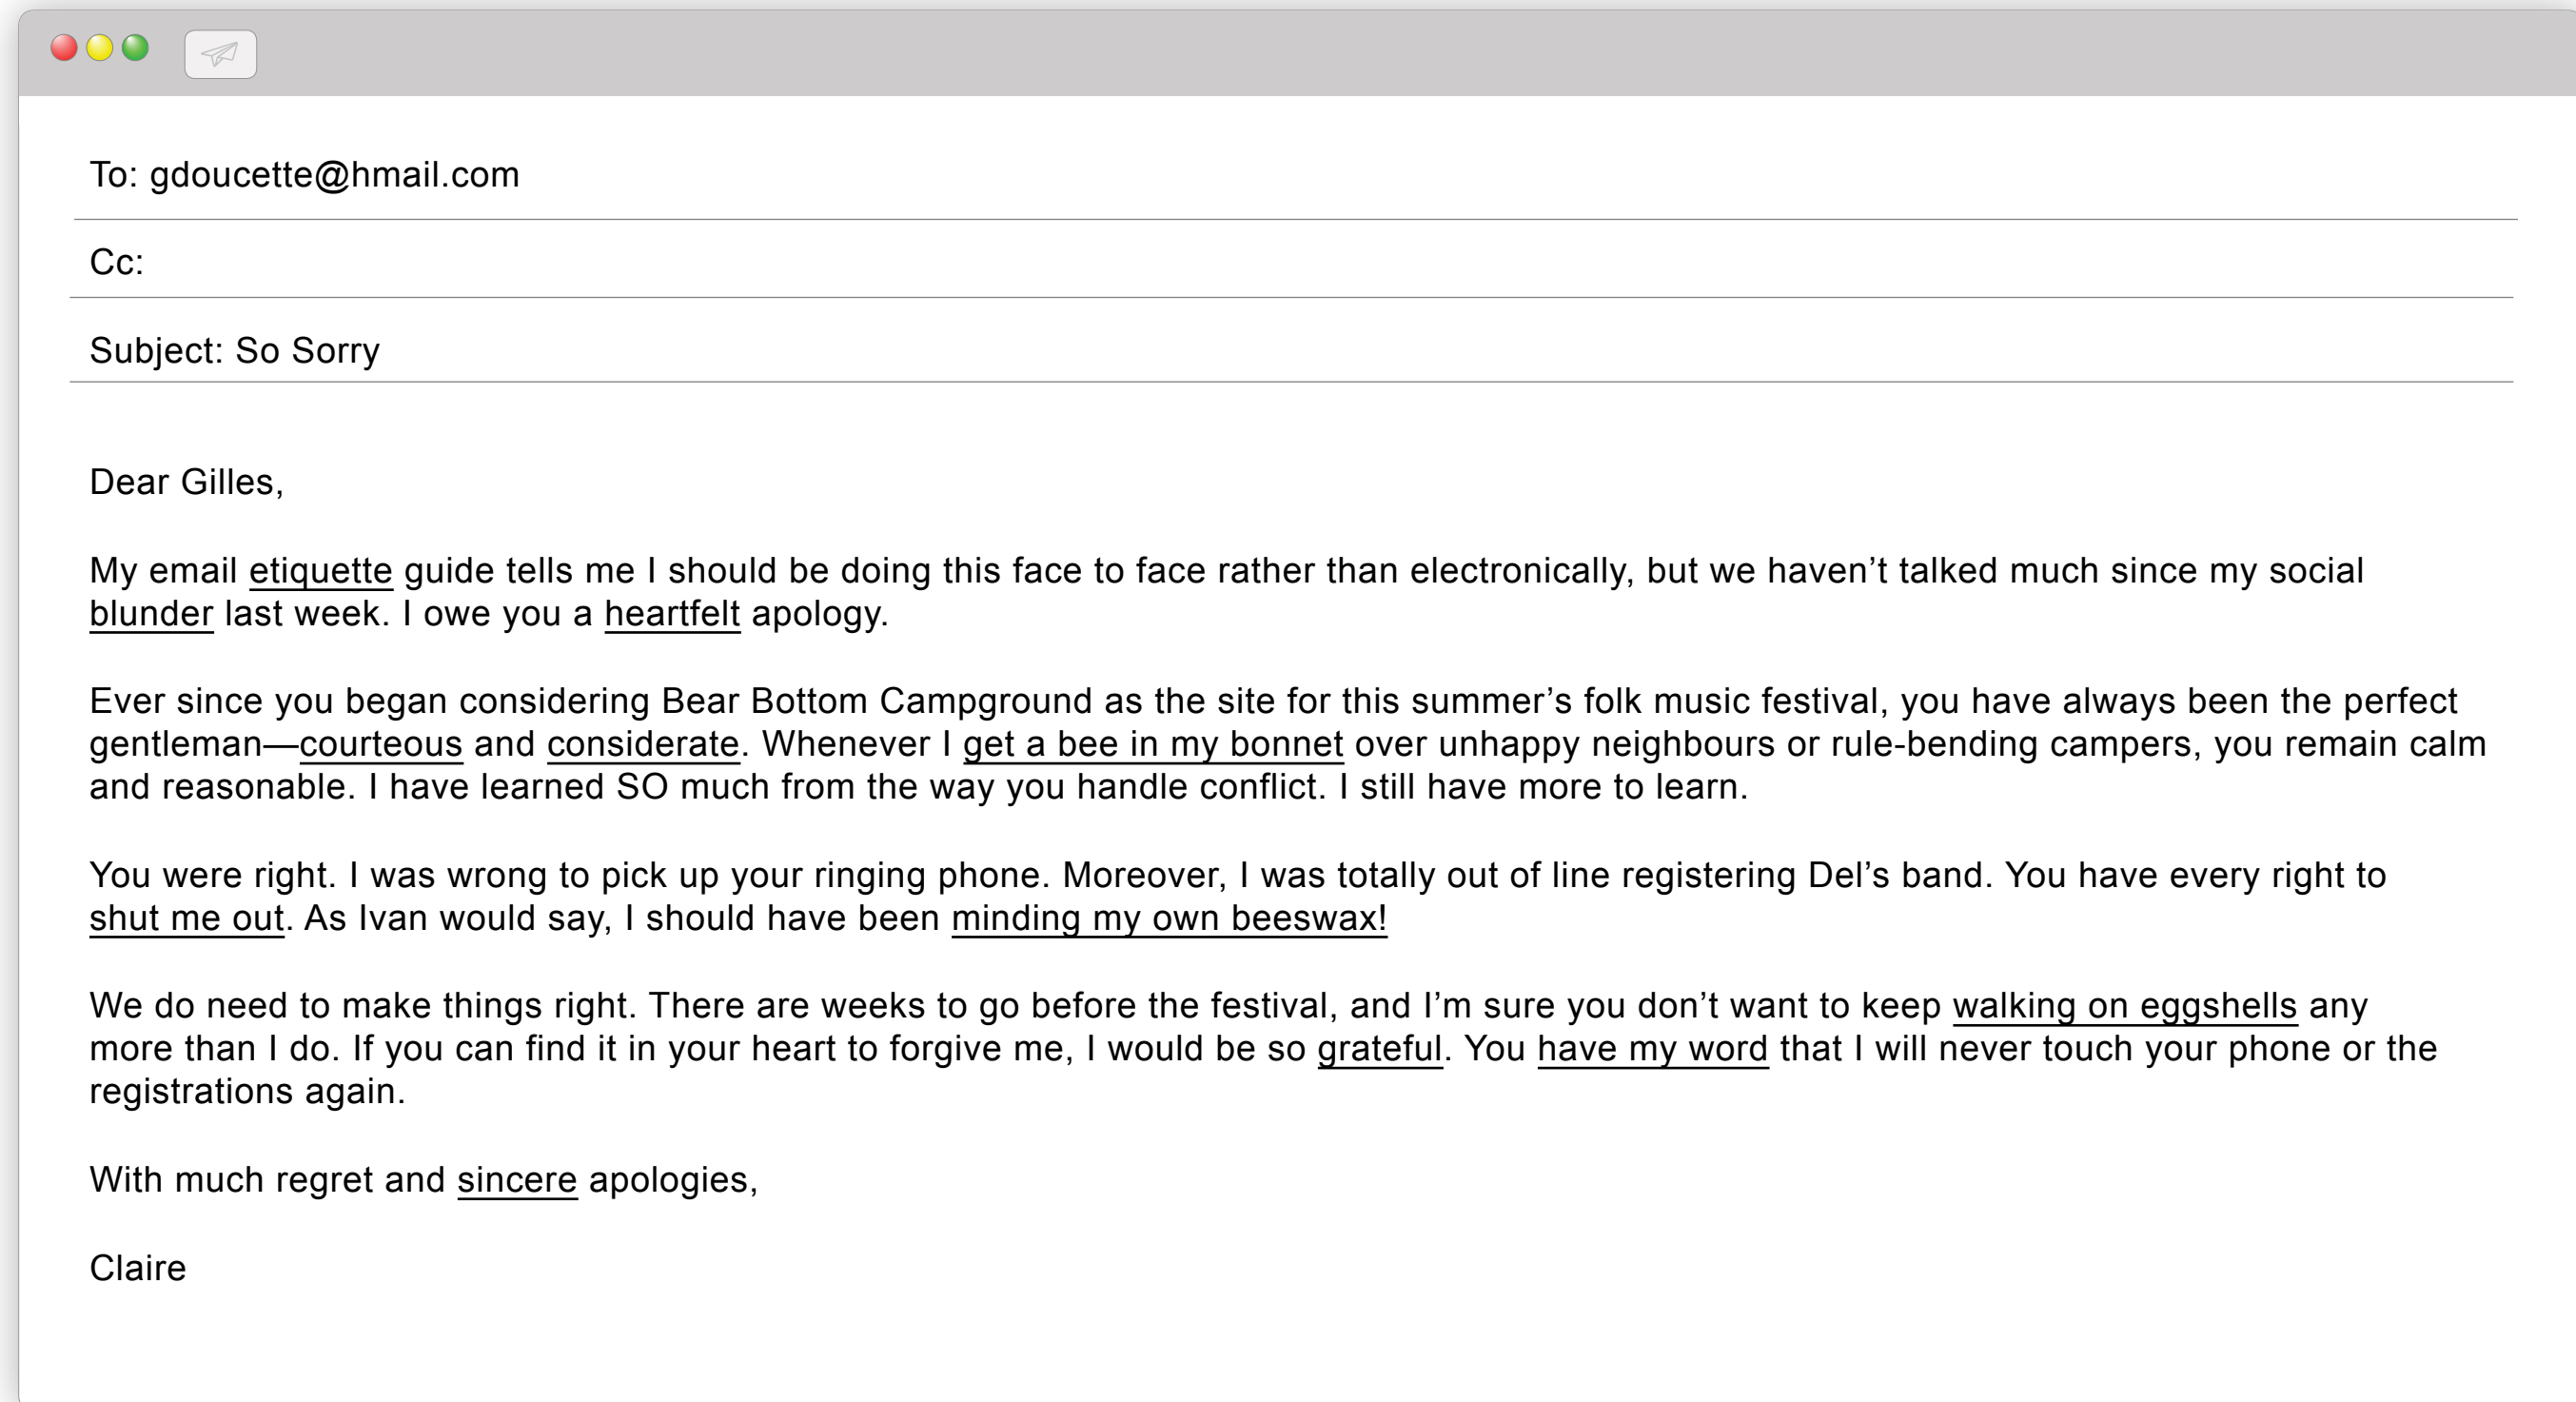 To: gdoucette@hmail.com
Cc:
Subject: So Sorry
Dear Gilles,
My email etiquette guide tells me I should be doing this face to face rather than electronically, but we haven’t talked much since my social
blunder last week. I owe you a heartfelt apology.
Ever since you began considering Bear Bottom Campground as the site for this summer’s folk music festival, you have always been the perfect
gentleman—courteous and considerate. Whenever I get a bee in my bonnet over unhappy neighbours or rule-bending campers, you remain calm
and reasonable. I have learned SO much from the way you handle conflict. I still have more to learn.
You were right. I was wrong to pick up your ringing phone. Moreover, I was totally out of line registering Del’s band. You have every right to
shut me out. As Ivan would say, I should have been minding my own beeswax!
We do need to make things right. There are weeks to go before the festival, and I’m sure you don’t want to keep walking on eggshells any
more than I do. If you can find it in your heart to forgive me, I would be so grateful. You have my word that I will never touch your phone or the
registrations again.
With much regret and sincere apologies,
Claire